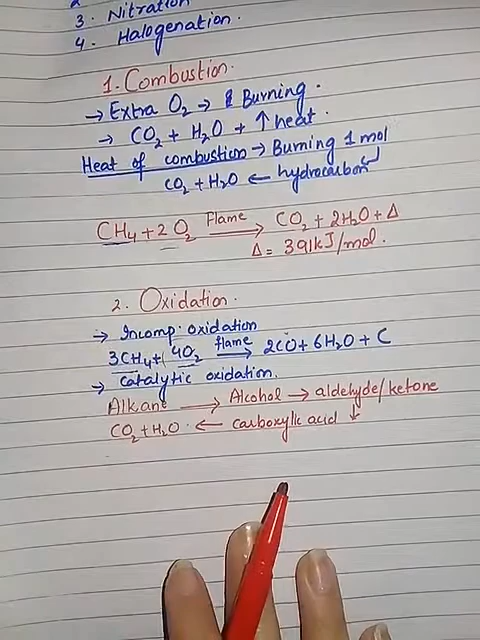 3. Nitration
4. Halogenation.
1. Combustion.
→ Extra O₂ → Burning.
→ CO₂ + H₂O + ↑ heat.
Heat of combustion → Burning 1 mol
CO₂ + H₂O ← hydrocarbon
CH₄ + 2O₂ Flame → CO₂ + 2H₂O + Δ
Δ = 391kJ/mol.
2. Oxidation.
→ Incomp. oxidation
3CH₄ + 4O₂ flame → 2CO + 6H₂O + C
→ Catalytic oxidation.
Alkane → Alcohol → aldehyde/ketone
CO₂ + H₂O. ← carboxylic acid ↓